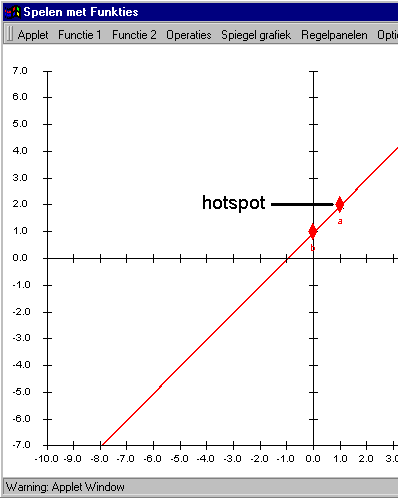 Spelen met Funkties
Applet Functie 1 Functie 2 Operaties Spiegel grafiek Regelpanelen Opti
7.0
6.0
5.0
4.0
3.0
2.0
hotspot
a
1.0
b
0.0
-1.0
-2.0
-3.0
-4.0
-5.0
-6.0
-7.0
-10.0 -9.0 -8.0 -7.0 -6.0 -5.0 -4.0 -3.0 -2.0 -1.0 0.0 1.0 2.0 3.
Warning: Applet Window